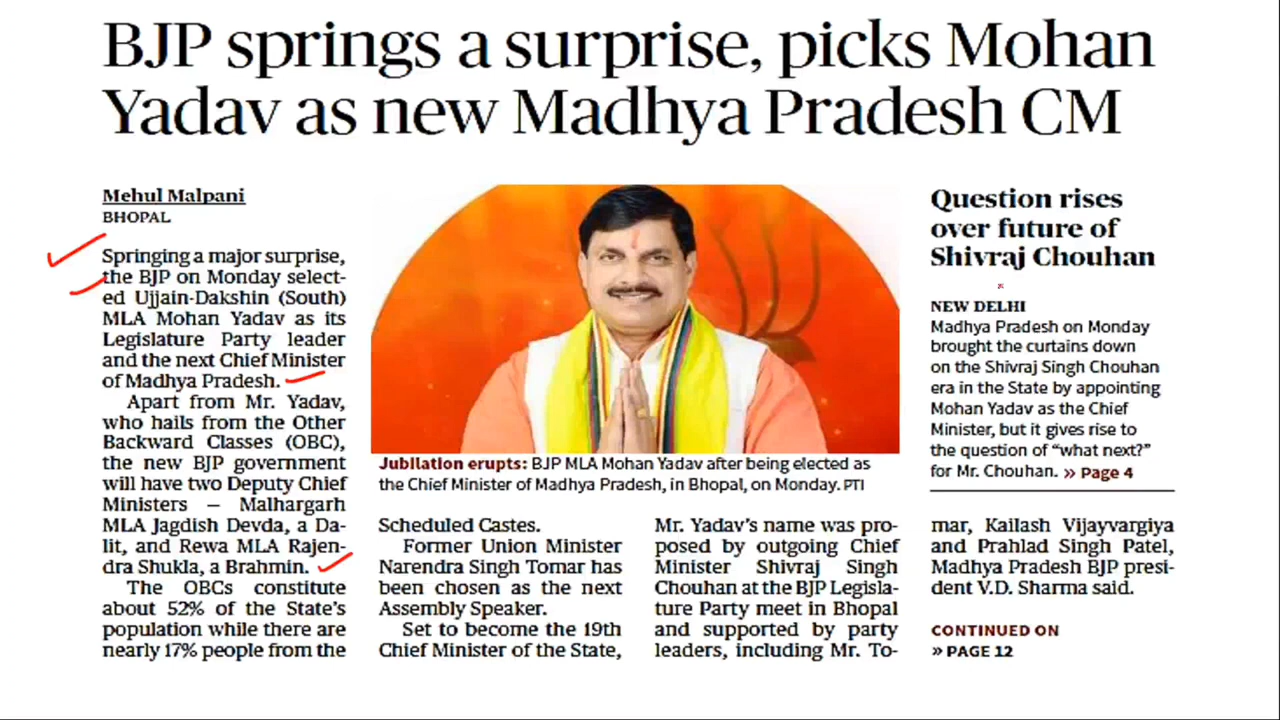 BJP springs a surprise, picks Mohan
Yadav as new Madhya Pradesh CM
Mehul Malpani
BHOPAL
Springing a major surprise,
the BJP on Monday select-
ed Ujjain-Dakshin (South)
MLA Mohan Yadav as its
Legislature Party leader
and the next Chief Minister
of Madhya Pradesh.
Apart from Mr. Yadav,
who hails from the Other
Backward Classes (OBC),
the new BJP government
will have two Deputy Chief
Ministers — Malhargarh
MLA Jagdish Devda, a Da-
lit, and Rewa MLA Rajen-
dra Shukla, a Brahmin.
The OBCs constitute
about 52% of the State's
population while there are
nearly 17% people from the
Jubilation erupts: BJP MLA Mohan Yadav after being elected as
the Chief Minister of Madhya Pradesh, in Bhopal, on Monday. PTI
Scheduled Castes.
Former Union Minister
Narendra Singh Tomar has
been chosen as the next
Assembly Speaker.
Set to become the 19th
Chief Minister of the State,
Mr. Yadav's name was pro-
posed by outgoing Chief
Minister Shivraj Singh
Chouhan at the BJP Legisla-
ture Party meet in Bhopal
and supported by party
leaders, including Mr. To-
mar, Kailash Vijayvargiya
and Prahlad Singh Patel,
Madhya Pradesh BJP presi-
dent V.D. Sharma said.
CONTINUED ON
» PAGE 12
Question rises
over future of
Shivraj Chouhan
NEW DELHI
Madhya Pradesh on Monday
brought the curtains down
on the Shivraj Singh Chouhan
era in the State by appointing
Mohan Yadav as the Chief
Minister, but it gives rise to
the question of “what next?”
for Mr. Chouhan. » Page 4